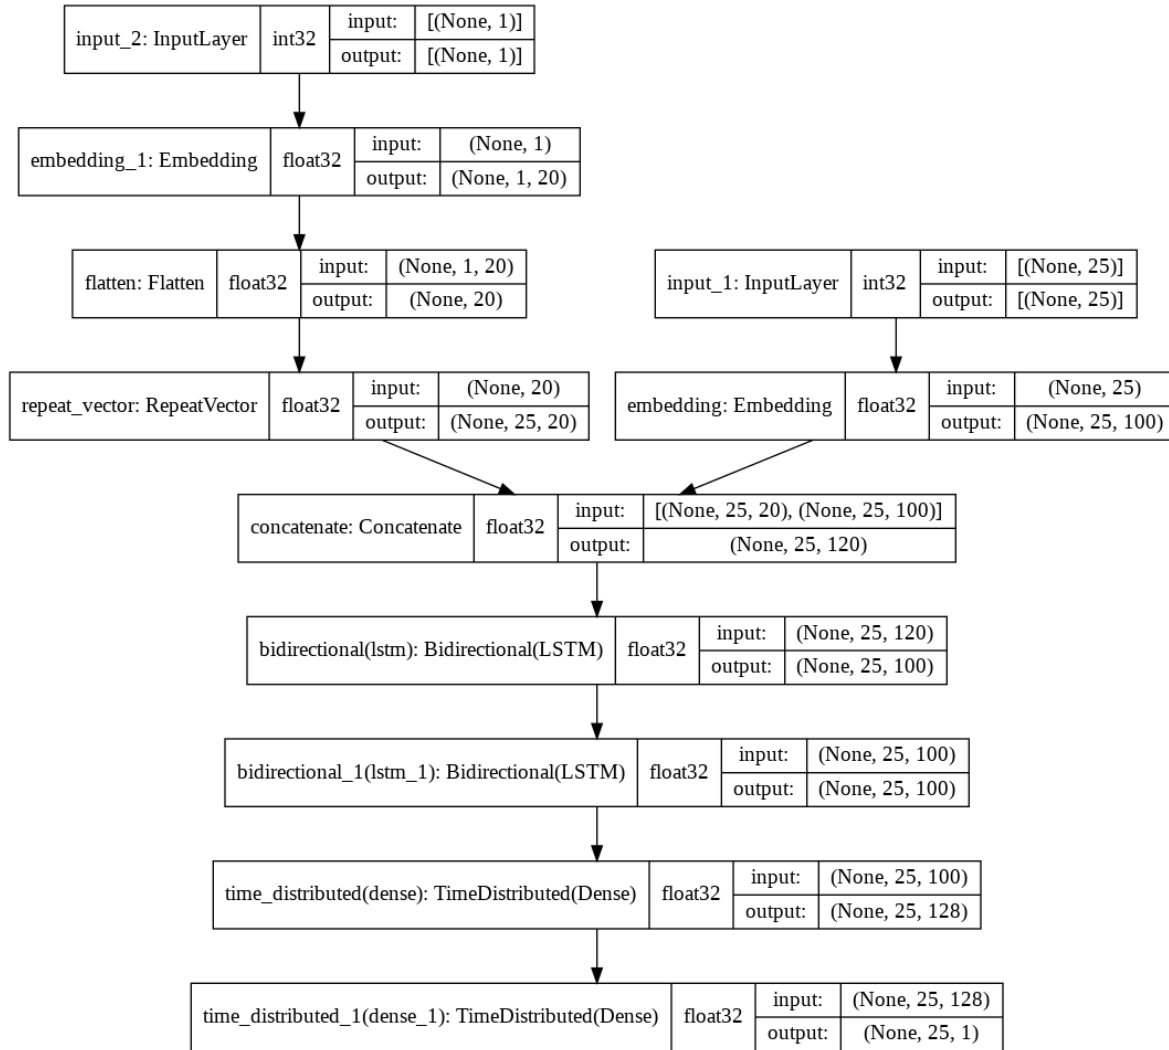 input_2: InputLayer int32 input: [(None, 1)]
output: [(None, 1)]
embedding_1: Embedding float32 input: (None, 1)
output: (None, 1, 20)
flatten: Flatten float32 input: (None, 1, 20)
output: (None, 20)
input_1: InputLayer int32 input: [(None, 25)]
output: [(None, 25)]
repeat_vector: RepeatVector float32 input: (None, 20)
output: (None, 25, 20)
embedding: Embedding float32 input: (None, 25)
output: (None, 25, 100)
concatenate: Concatenate float32 input: [(None, 25, 20), (None, 25, 100)]
output: (None, 25, 120)
bidirectional(lstm): Bidirectional(LSTM) float32 input: (None, 25, 120)
output: (None, 25, 100)
bidirectional_1(lstm_1): Bidirectional(LSTM) float32 input: (None, 25, 100)
output: (None, 25, 100)
time_distributed(dense): TimeDistributed(Dense) float32 input: (None, 25, 100)
output: (None, 25, 128)
time_distributed_1(dense_1): TimeDistributed(Dense) float32 input: (None, 25, 128)
output: (None, 25, 1)